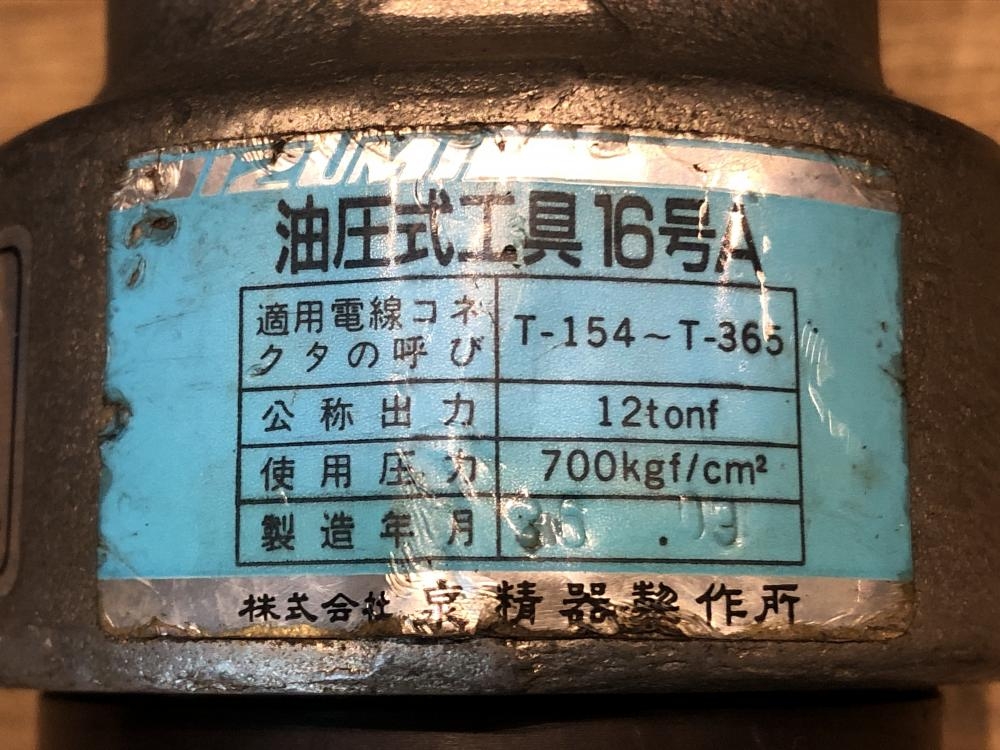 IZUMI
油圧式工具16号A
適用電線コネ
クタの呼び
T-154～T-365
公称出力
12tonf
使用圧力
700kgf/cm²
製造年月
株式会社 泉精器製作所